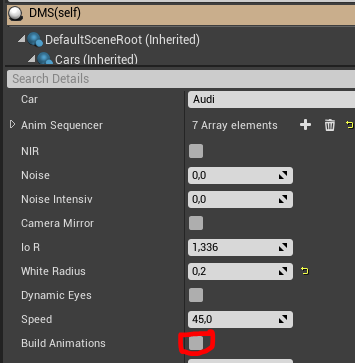 DMS(self)
DefaultSceneRoot (Inherited)
Cars (Inherited)
Search Details
Car Audi
Anim Sequencer 7 Array elements
NIR
Noise 0,0
Noise Intensiv 0,0
Camera Mirror
Io R 1,336
White Radius 0,2
Dynamic Eyes
Speed 45,0
Build Animations